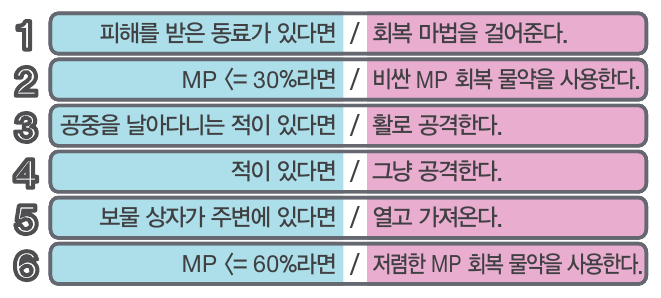 1 피해를 받은 동료가 있다면 / 회복 마법을 걸어준다.
2 MP <= 30%라면 / 비싼 MP 회복 물약을 사용한다.
3 공중을 날아다니는 적이 있다면 / 활로 공격한다.
4 적이 있다면 / 그냥 공격한다.
5 보물 상자가 주변에 있다면 / 열고 가져온다.
6 MP <= 60%라면 / 저렴한 MP 회복 물약을 사용한다.